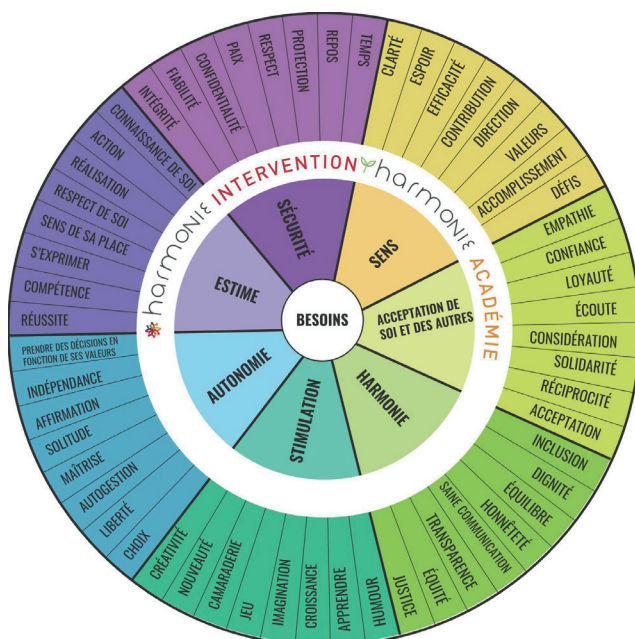 BESOINS
SÉCURITÉ
SENS
ACCEPTATION DE
SOI ET DES AUTRES
HARMONIE
STIMULATION
AUTONOMIE
ESTIME
harmonie INTERVENTION
harmonie ACADÉMIE
INTÉGRITÉ
FIABILITÉ
CONFIDENTIALITÉ
PAIX
RESPECT
PROTECTION
REPOS
TEMPS
CLARTÉ
ESPOIR
EFFICACITÉ
CONTRIBUTION
DIRECTION
VALEURS
ACCOMPLISSEMENT
DÉFIS
EMPATHIE
CONFIANCE
LOYAUTÉ
ÉCOUTE
CONSIDÉRATION
SOLIDARITÉ
RÉCIPROCITÉ
ACCEPTATION
INCLUSION
DIGNITÉ
ÉQUILIBRE
HONNÊTETÉ
SAINE COMMUNICATION
TRANSPARENCE
ÉQUITÉ
JUSTICE
HUMOUR
APPRENDRE
CROISSANCE
IMAGINATION
JEU
CAMARADERIE
NOUVEAUTÉ
CRÉATIVITÉ
CHOIX
LIBERTÉ
AUTOGESTION
MAÎTRISE
SOLITUDE
AFFIRMATION
INDÉPENDANCE
PRENDRE DES DÉCISIONS EN
FONCTION DE SES VALEURS
RÉUSSITE
COMPÉTENCE
S'EXPRIMER
SENS DE SA PLACE
RESPECT DE SOI
RÉALISATION
ACTION
CONNAISSANCE DE SOI